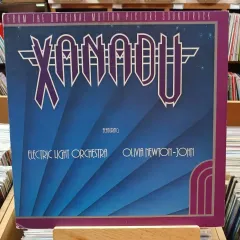 FROM THE ORIGINAL MOTION PICTURE SOUNDTRACK
XANADU
FEATURING
ELECTRIC LIGHT ORCHESTRA OLIVIA NEWTON-JOHN